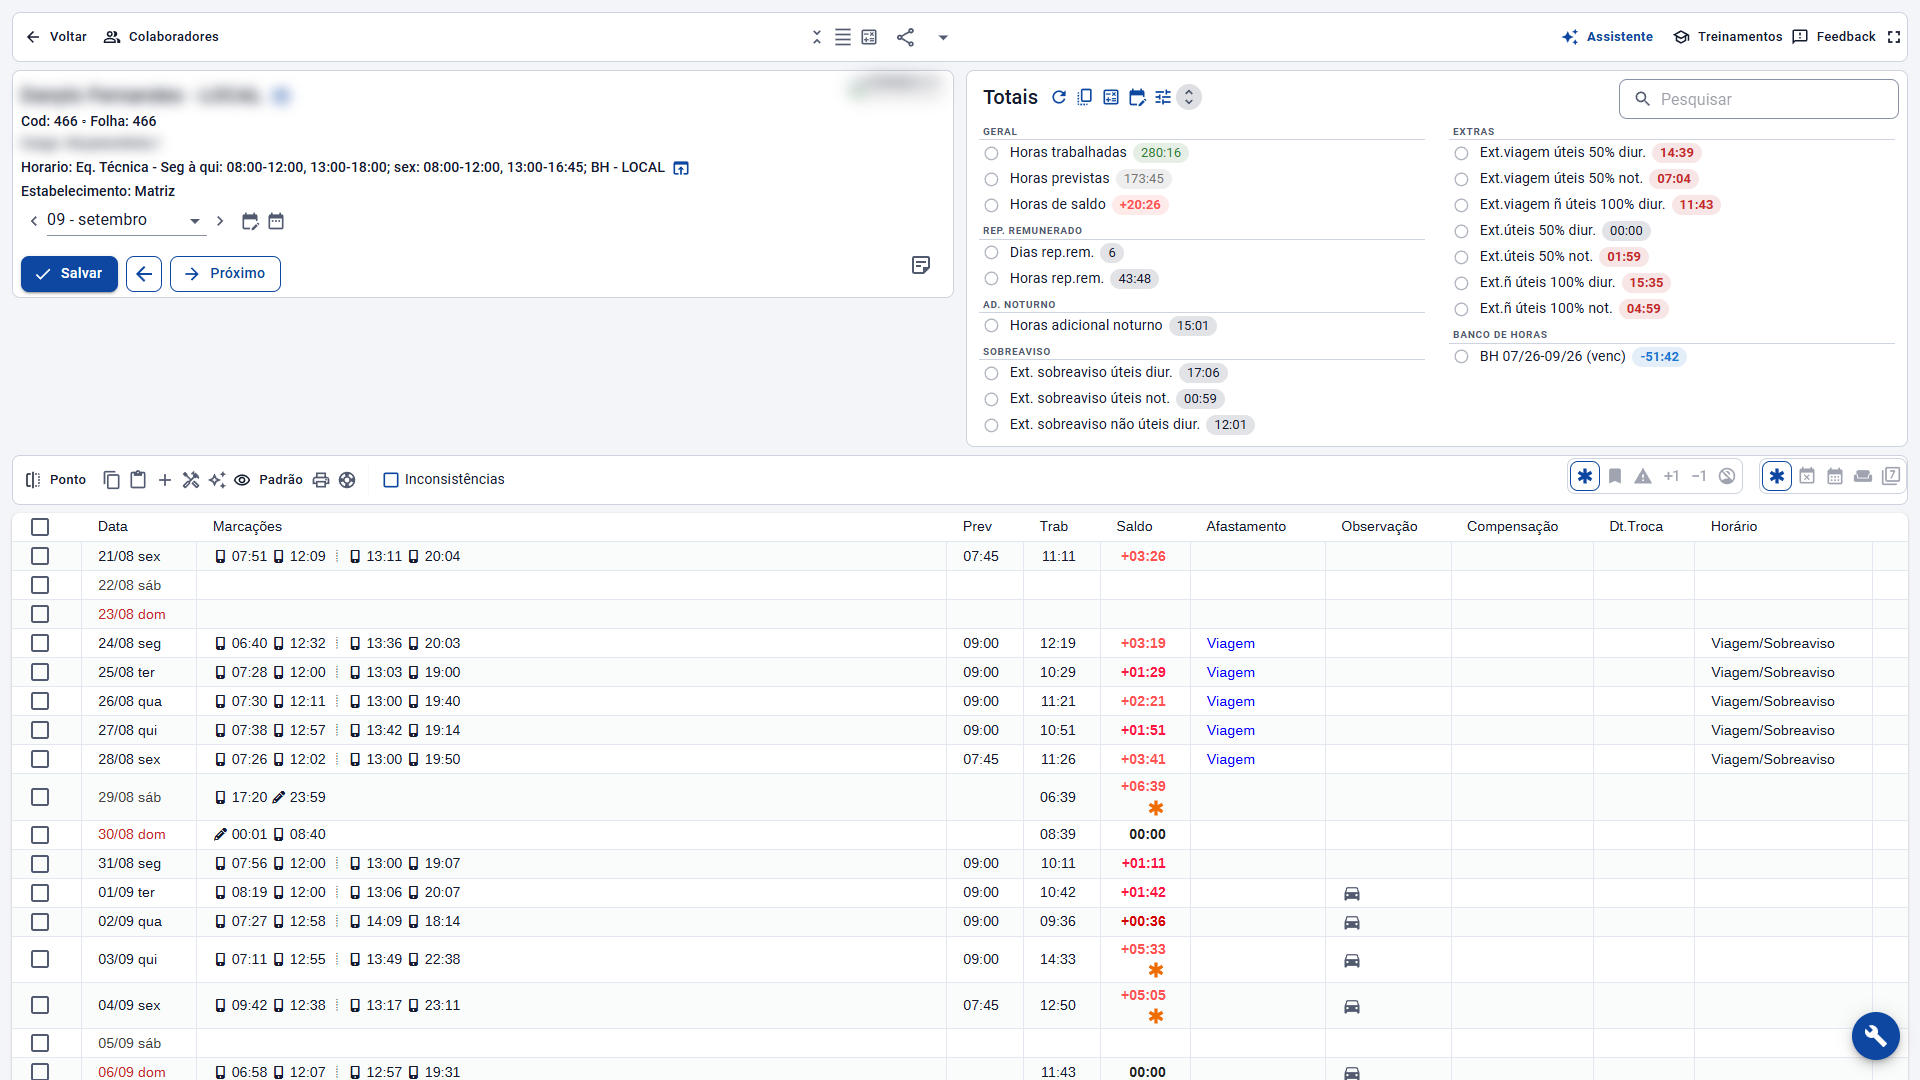 Voltar Colaboradores Assistente Treinamentos Feedback
Cod: 466 • Folha: 466
Horario: Eq. Técnica - Seg à qui: 08:00-12:00, 13:00-18:00; sex: 08:00-12:00, 13:00-16:45; BH - LOCAL
Estabelecimento: Matriz
09 - setembro
Salvar Próximo
Totais Pesquisar
GERAL
Horas trabalhadas 280:16
Horas previstas 173:45
Horas de saldo +20:26
REP. REMUNERADO
Dias rep.rem. 6
Horas rep.rem. 43:48
AD. NOTURNO
Horas adicional noturno 15:01
SOBREAVISO
Ext. sobreaviso úteis diur. 17:06
Ext. sobreaviso úteis not. 00:59
Ext. sobreaviso não úteis diur. 12:01
EXTRAS
Ext.viagem úteis 50% diur. 14:39
Ext.viagem úteis 50% not. 07:04
Ext.viagem ñ úteis 100% diur. 11:43
Ext.úteis 50% diur. 00:00
Ext.úteis 50% not. 01:59
Ext.ñ úteis 100% diur. 15:35
Ext.ñ úteis 100% not. 04:59
BANCO DE HORAS
BH 07/26-09/26 (venc) -51:42
Ponto Padrão Inconsistências +1 −1 7
Data Marcações Prev Trab Saldo Afastamento Observação Compensação Dt.Troca Horário
21/08 sex 07:51 12:09 13:11 20:04 07:45 11:11 +03:26
22/08 sáb
23/08 dom
24/08 seg 06:40 12:32 13:36 20:03 09:00 12:19 +03:19 Viagem Viagem/Sobreaviso
25/08 ter 07:28 12:00 13:03 19:00 09:00 10:29 +01:29 Viagem Viagem/Sobreaviso
26/08 qua 07:30 12:11 13:00 19:40 09:00 11:21 +02:21 Viagem Viagem/Sobreaviso
27/08 qui 07:38 12:57 13:42 19:14 09:00 10:51 +01:51 Viagem Viagem/Sobreaviso
28/08 sex 07:26 12:02 13:00 19:50 07:45 11:26 +03:41 Viagem Viagem/Sobreaviso
29/08 sáb 17:20 23:59 06:39 +06:39
30/08 dom 00:01 08:40 08:39 00:00
31/08 seg 07:56 12:00 13:00 19:07 09:00 10:11 +01:11
01/09 ter 08:19 12:00 13:06 20:07 09:00 10:42 +01:42
02/09 qua 07:27 12:58 14:09 18:14 09:00 09:36 +00:36
03/09 qui 07:11 12:55 13:49 22:38 09:00 14:33 +05:33
04/09 sex 09:42 12:38 13:17 23:11 07:45 12:50 +05:05
05/09 sáb
06/09 dom 06:58 12:07 12:57 19:31 11:43 00:00